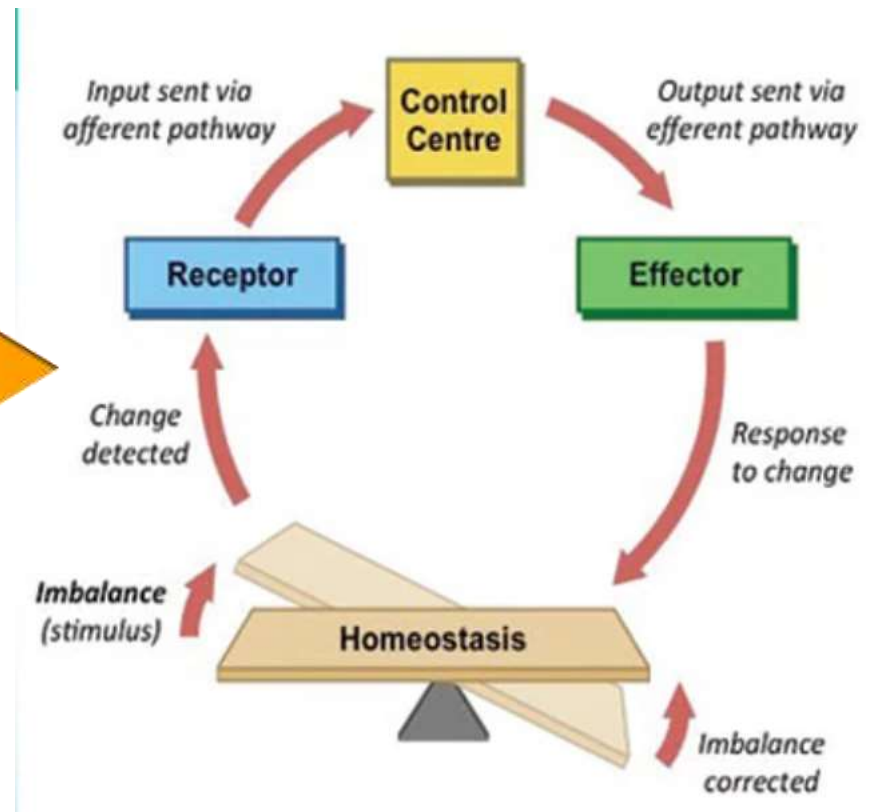 Input sent via
afferent pathway
Control
Centre
Output sent via
efferent pathway
Receptor
Effector
Change
detected
Response
to change
Imbalance
(stimulus)
Homeostasis
Imbalance
corrected